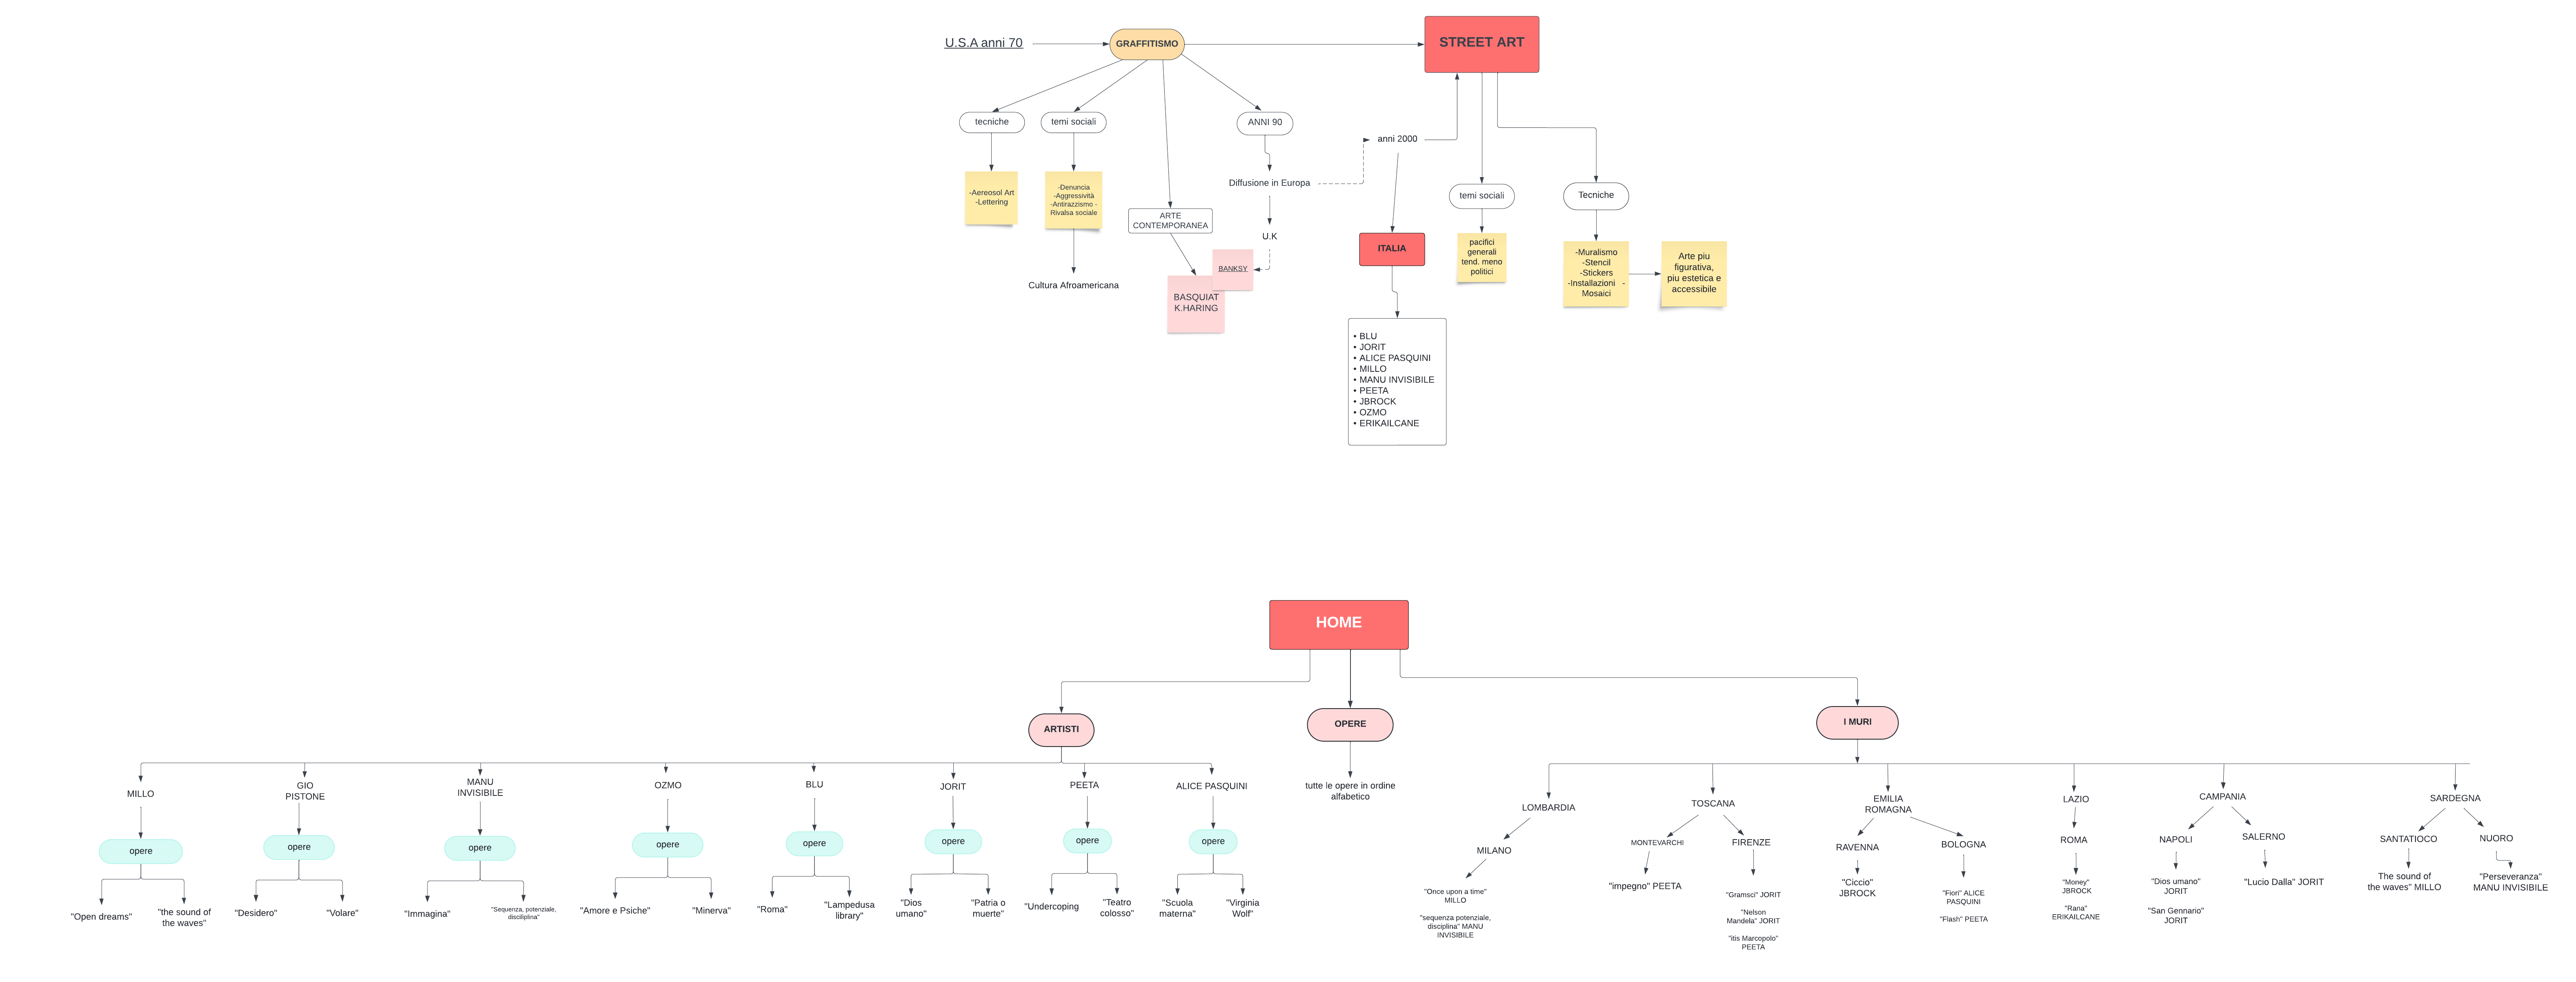 U.S.A anni 70
GRAFFITISMO
STREET ART
tecniche
temi sociali
ANNI 90
anni 2000
-Aereosol Art
-Lettering
-Denuncia
-Aggressività
-Antirazzismo -
Rivalsa sociale
Cultura Afroamericana
ARTE
CONTEMPORANEA
Diffusione in Europa
U.K
BANKSY
BASQUIAT
K.HARING
ITALIA
temi sociali
Tecniche
pacifici
generali
tend. meno
politici
-Muralismo
-Stencil
-Stickers
-Installazioni -
Mosaici
Arte piu
figurativa,
piu estetica e
accessibile
• BLU
• JORIT
• ALICE PASQUINI
• MILLO
• MANU INVISIBILE
• PEETA
• JBROCK
• OZMO
• ERIKAILCANE
HOME
ARTISTI
OPERE
I MURI
MILLO
opere
"Open dreams"
"the sound of
the waves"
GIO
PISTONE
opere
"Desidero"
"Volare"
MANU
INVISIBILE
opere
"Immagina"
"Sequenza, potenziale,
disciliplina"
OZMO
opere
"Amore e Psiche"
"Minerva"
BLU
opere
"Roma"
"Lampedusa
library"
JORIT
opere
"Dios
umano"
"Patria o
muerte"
PEETA
opere
"Undercoping
"Teatro
colosso"
ALICE PASQUINI
opere
"Scuola
materna"
"Virginia
Wolf"
tutte le opere in ordine
alfabetico
LOMBARDIA
MILANO
"Once upon a time"
MILLO
"sequenza potenziale,
disciplina" MANU
INVISIBILE
TOSCANA
MONTEVARCHI
"impegno" PEETA
FIRENZE
"Gramsci" JORIT
"Nelson
Mandela" JORIT
"itis Marcopolo"
PEETA
EMILIA
ROMAGNA
RAVENNA
"Ciccio"
JBROCK
BOLOGNA
"Fiori" ALICE
PASQUINI
"Flash" PEETA
LAZIO
ROMA
"Money"
JBROCK
"Rana"
ERIKAILCANE
CAMPANIA
NAPOLI
"Dios umano"
JORIT
"San Gennario"
JORIT
SALERNO
"Lucio Dalla" JORIT
SARDEGNA
SANTATIOCO
The sound of
the waves" MILLO
NUORO
"Perseveranza"
MANU INVISIBILE